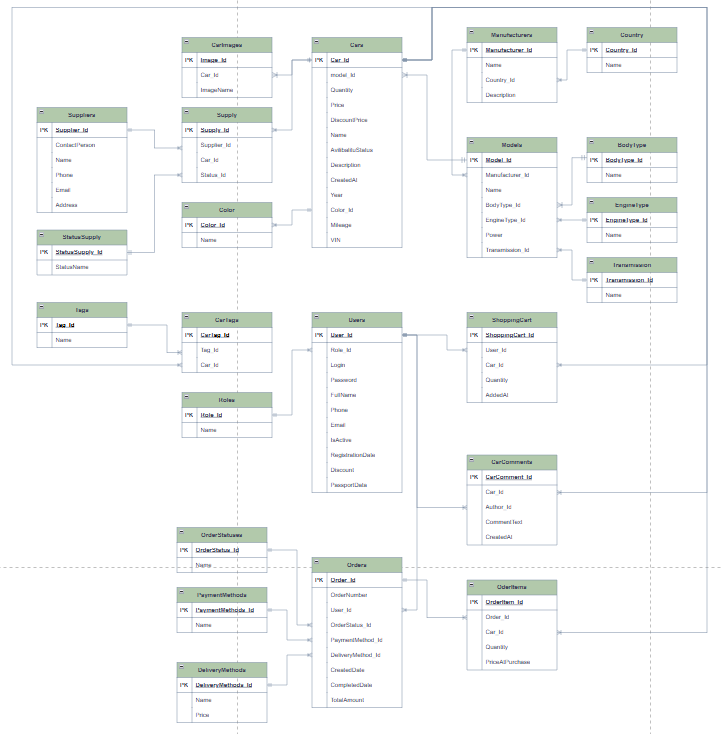 CarImages
PK Image_Id
Car_Id
ImageName
Cars
PK Car_Id
model_Id
Quantity
Price
DiscountPrice
Name
Description
CreatedAt
Year
Color_Id
Mileage
VIN
Manufacturers
PK Manufacturer_Id
Name
Country_Id
Description
Country
PK Country_Id
Name
Suppliers
PK Supplier_Id
ContactPerson
Name
Phone
Email
Address
Supply
PK Supply_Id
Supplier_Id
Car_Id
Status_Id
Models
PK Model_Id
Manufacturer_Id
Name
BodyType_Id
EngineType_Id
Power
Transmission_Id
BodyType
PK BodyType_Id
Name
EngineType
PK EngineType_Id
Name
Transmission
PK Transmission_Id
Name
Color
PK Color_Id
Name
StatusSupply
PK StatusSupply_Id
StatusName
Tags
PK Tag_Id
Name
CarTags
PK CarTag_Id
Tag_Id
Car_Id
Roles
PK Role_Id
Name
Users
PK User_Id
Role_Id
Login
Password
FullName
Phone
Email
IsActive
RegistrationDate
Discount
PassportData
ShoppingCart
PK ShoppingCart_Id
User_Id
Car_Id
Quantity
AddedAt
CarComments
PK CarComment_Id
Car_Id
Author_Id
CommentText
CreatedAt
OrderStatuses
PK OrderStatus_Id
Name
PaymentMethods
PK PaymentMethods_Id
Name
DeliveryMethods
PK DeliveryMethods_Id
Name
Price
Orders
PK Order_Id
OrderNumber
User_Id
OrderStatus_Id
PaymentMethod_Id
DeliveryMethod_Id
CreatedDate
CompletedDate
TotalAmount
OderItems
PK OrderItem_Id
Order_Id
Car_Id
Quantity
PriceAtPurchase